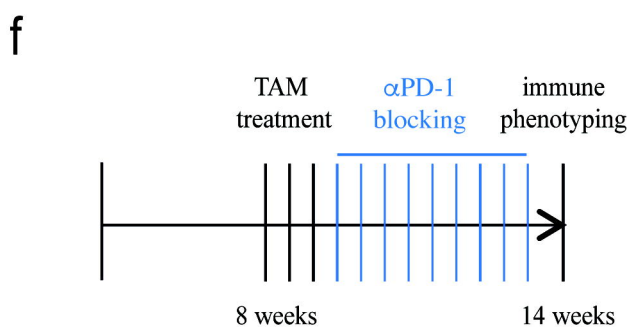 f
TAM
treatment
αPD-1
blocking
immune
phenotyping
8 weeks
14 weeks